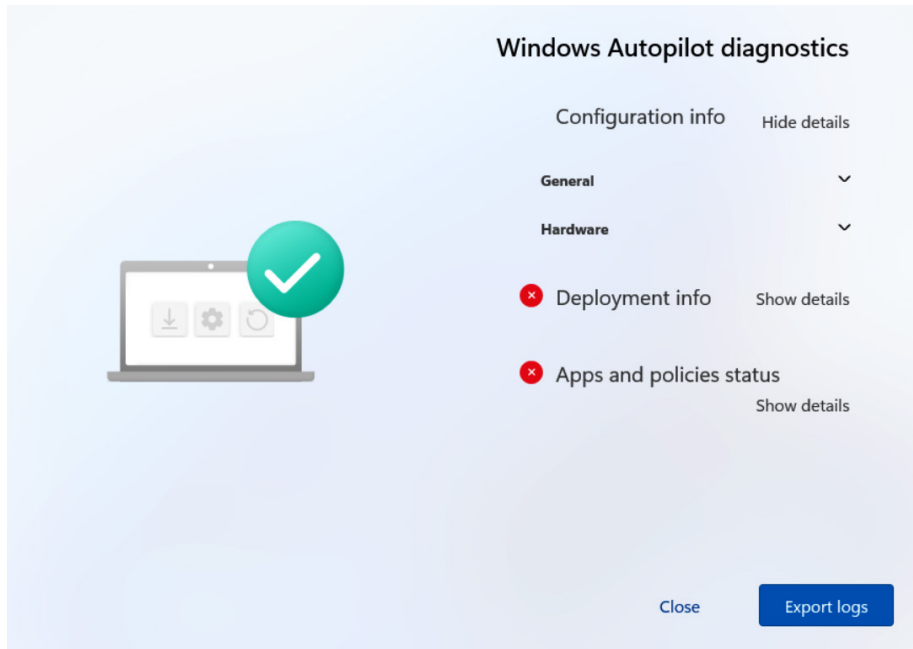 Windows Autopilot diagnostics
Configuration info Hide details
General
Hardware
Deployment info Show details
Apps and policies status
Show details
Close Export logs